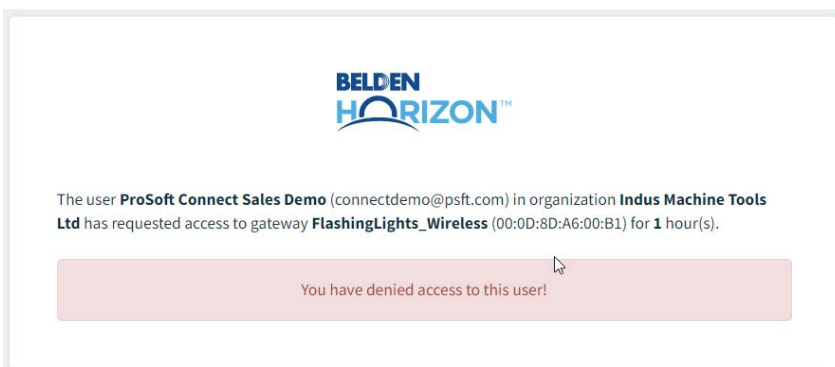 BELDEN
HORIZON™
The user ProSoft Connect Sales Demo (connectdemo@psft.com) in organization Indus Machine Tools
Ltd has requested access to gateway FlashingLights_Wireless (00:0D:8D:A6:00:B1) for 1 hour(s).
You have denied access to this user!